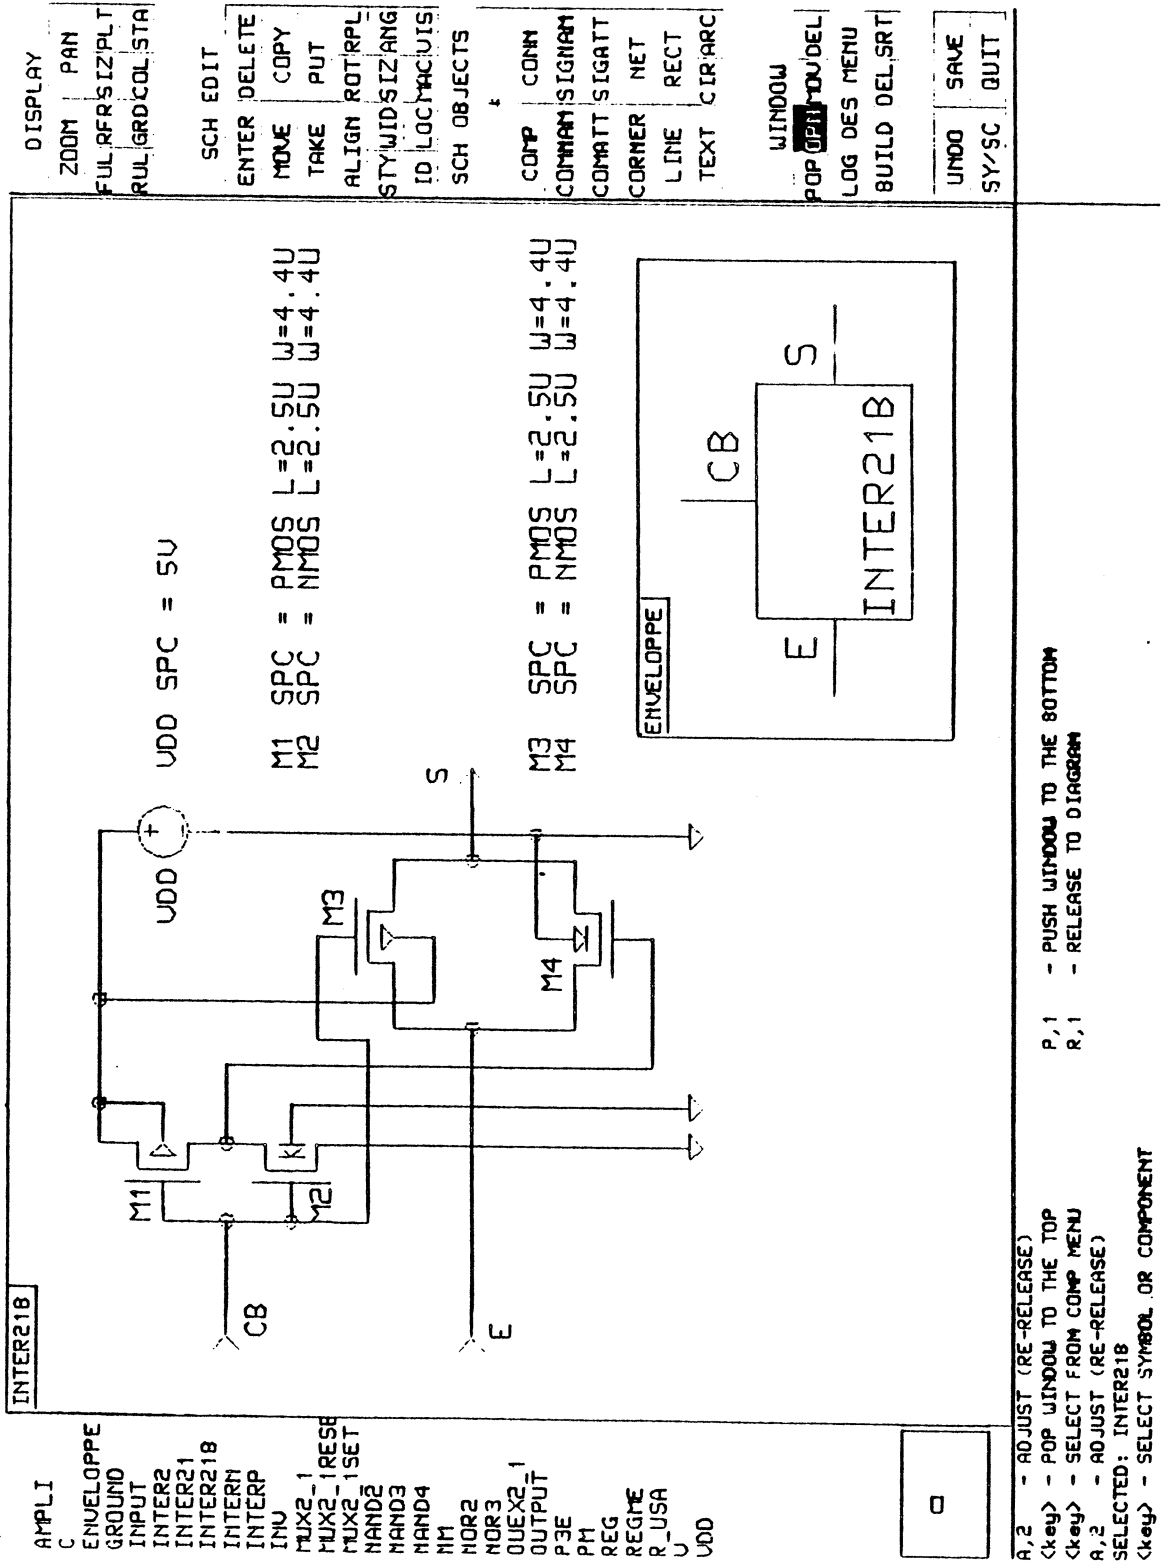 INTER21B
AMPLI
C
ENVELOPPE
GROUND
INPUT
INTER2
INTER21
INTER21B
INTERN
INTERP
INV
MUX2_1
MUX2_1RESE
MUX2_1SET
NAND2
NAND3
NAND4
NM
NOR2
NOR3
OUEX2_1
OUTPUT
P3E
PM
REG
REGME
R_USA
V
VDD
CB
E
M1
M2
M3
M4
S
VDD
+
VDD SPC = 5V
M1 SPC = PMOS L=2.5U W=4.4U
M2 SPC = NMOS L=2.5U W=4.4U
M3 SPC = PMOS L=2.5U W=4.4U
M4 SPC = NMOS L=2.5U W=4.4U
ENVELOPPE
CB
E
S
INTER21B
DISPLAY
ZOOM PAN
FUL RFR SIZ PLT
RUL GRD COL STA
SCH EDIT
ENTER DELETE
MOVE COPY
TAKE PUT
ALIGN ROT RPL
STY WID SIZ ANG
ID LOC MAC VIS
SCH OBJECTS
*
COMP CONN
COMNAM SIGNAM
COMATT SIGATT
CORNER NET
LINE RECT
TEXT CIR ARC
WINDOW
POP OPN MOV DEL
LOG DES MENU
BUILD DEL SRT
UNDO SAVE
SY/SC QUIT
A,2 - ADJUST (RE-RELEASE)
<key> - POP WINDOW TO THE TOP P,1 - PUSH WINDOW TO THE BOTTOM
<key> - SELECT FROM COMP MENU R,1 - RELEASE TO DIAGRAM
A,2 - ADJUST (RE-RELEASE)
SELECTED: INTER21B
<key> - SELECT SYMBOL OR COMPONENT